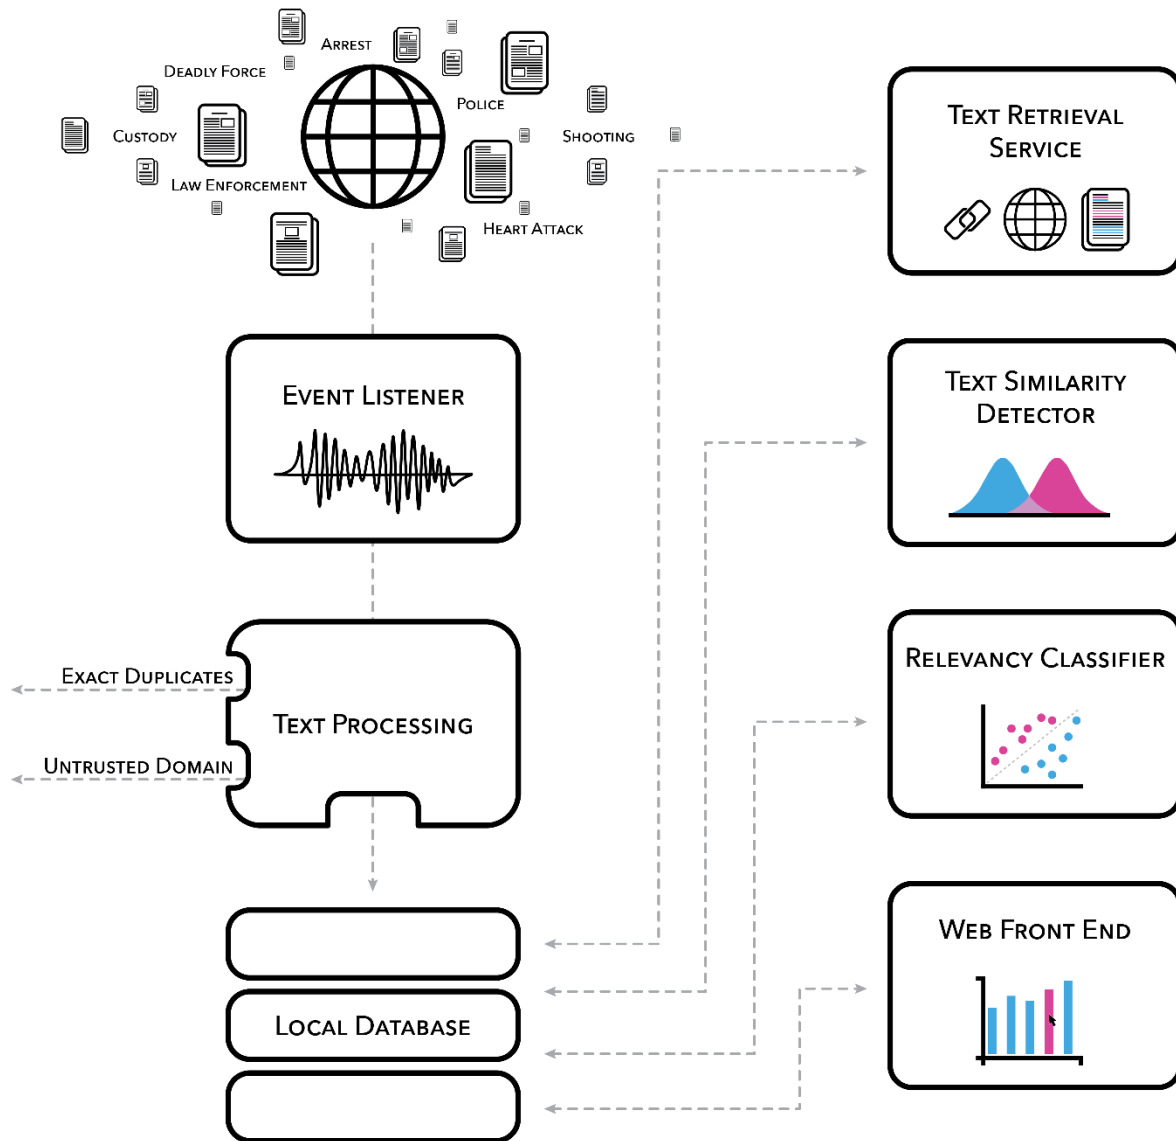 Arrest
Deadly Force
Police
Custody
Shooting
Law Enforcement
Heart Attack
Text Retrieval
Service
Event Listener
Text Similarity
Detector
Relevancy Classifier
Exact Duplicates
Text Processing
Untrusted Domain
Web Front End
Local Database